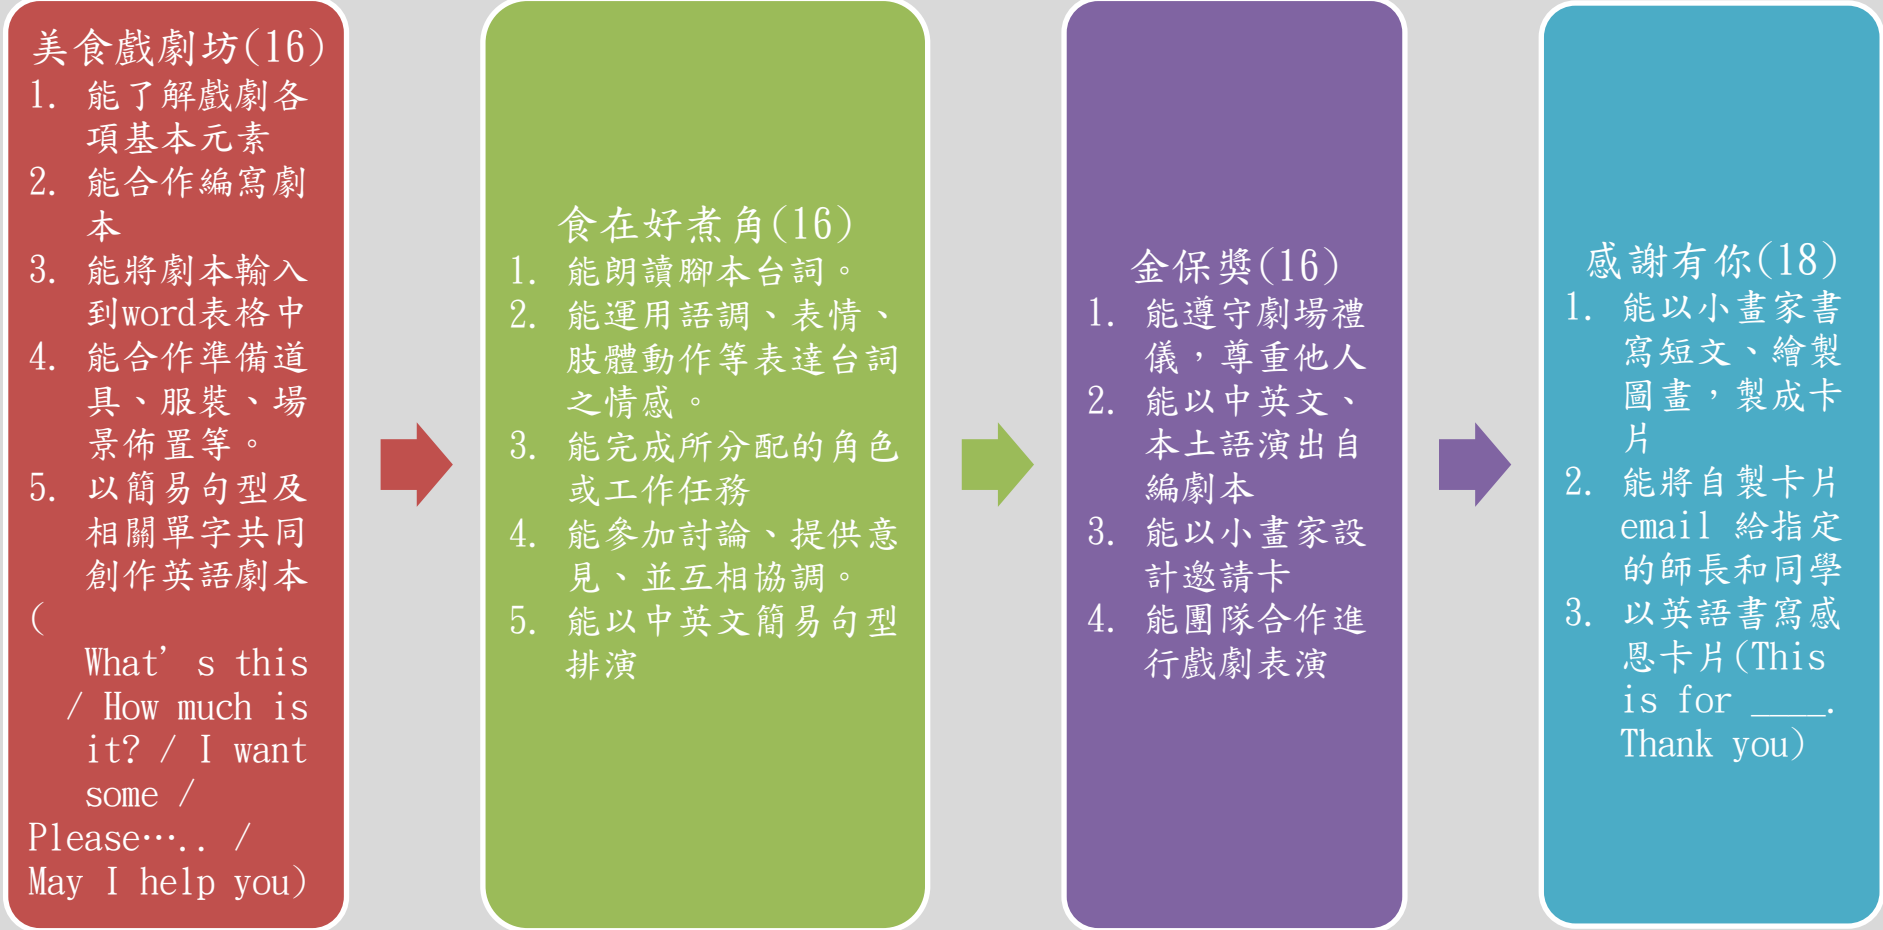 美食戲劇坊(16)
1. 能了解戲劇各
項基本元素
2. 能合作編寫劇
本
3. 能將劇本輸入
到word表格中
4. 能合作準備道
具、服裝、場
景佈置等。
5. 以簡易句型及
相關單字共同
創作英語劇本
(
What’s this
/ How much is
it? / I want
some /
Please….. /
May I help you)
食在好煮角(16)
1. 能朗讀腳本台詞。
2. 能運用語調、表情、
肢體動作等表達台詞
之情感。
3. 能完成所分配的角色
或工作任務
4. 能參加討論、提供意
見、並互相協調。
5. 能以中英文簡易句型
排演
金保獎(16)
1. 能遵守劇場禮
儀，尊重他人
2. 能以中英文、
本土語演出自
編劇本
3. 能以小畫家設
計邀請卡
4. 能團隊合作進
行戲劇表演
感謝有你(18)
1. 能以小畫家書
寫短文、繪製
圖畫，製成卡
片
2. 能將自製卡片
email 給指定
的師長和同學
3. 以英語書寫感
恩卡片(This
is for ____.
Thank you)